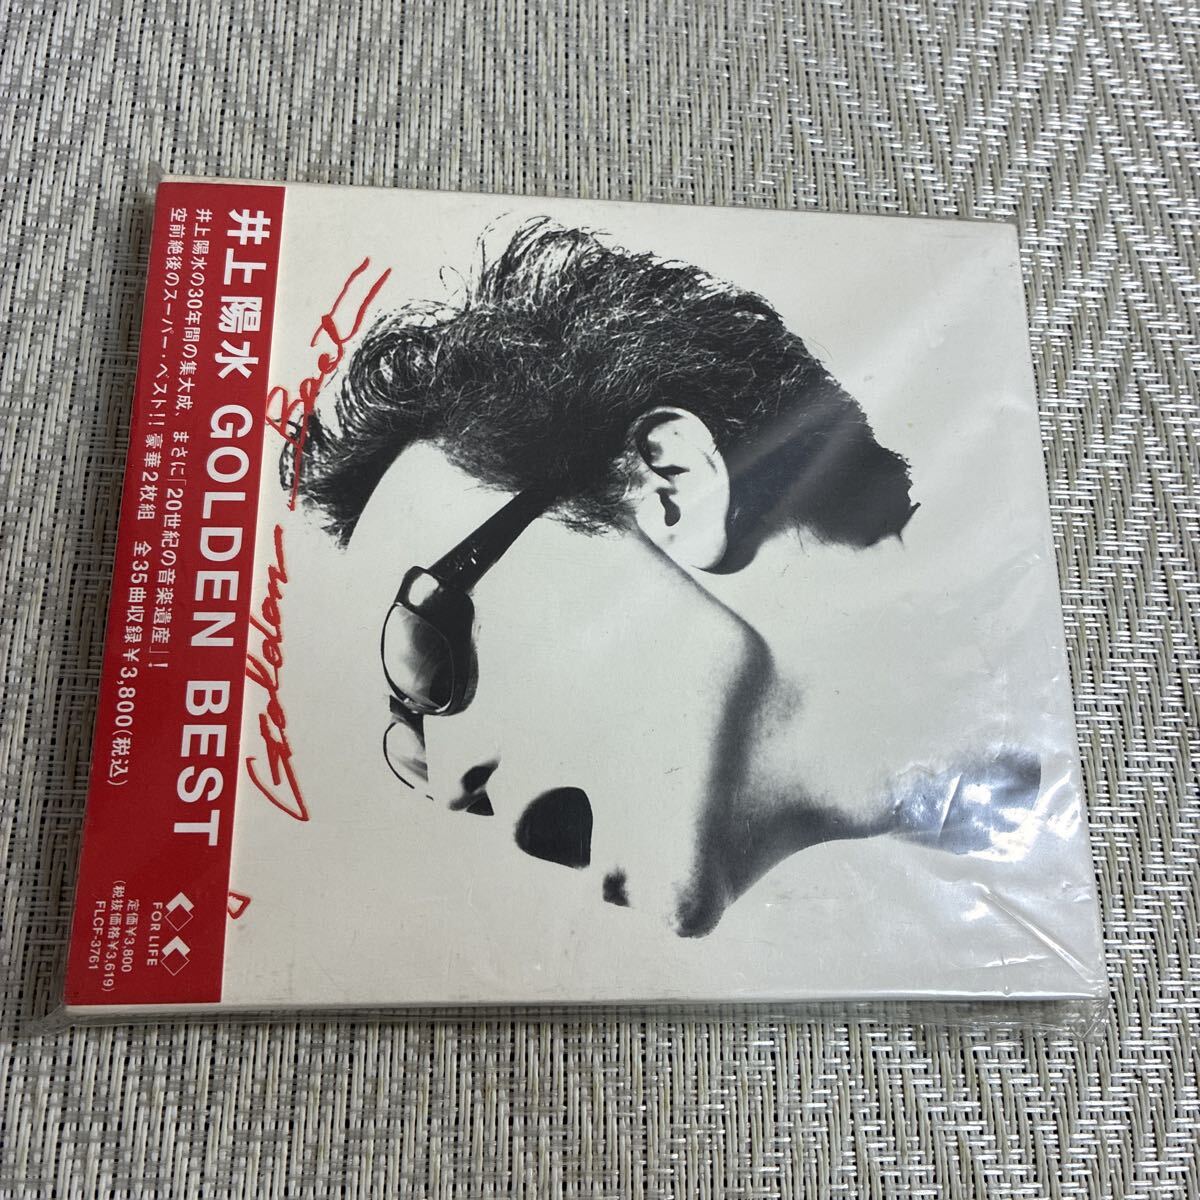 井上陽水 GOLDEN BEST
井上陽水の30年間の集大成、まさに「20世紀の音楽遺産」!
空前絶後のスーパー・ベスト!! 豪華2枚組 全35曲収録¥3,800(税込)
FOR LIFE
定価¥3,800
(税抜価格¥3,619)
FLCF-3761
Golden Best